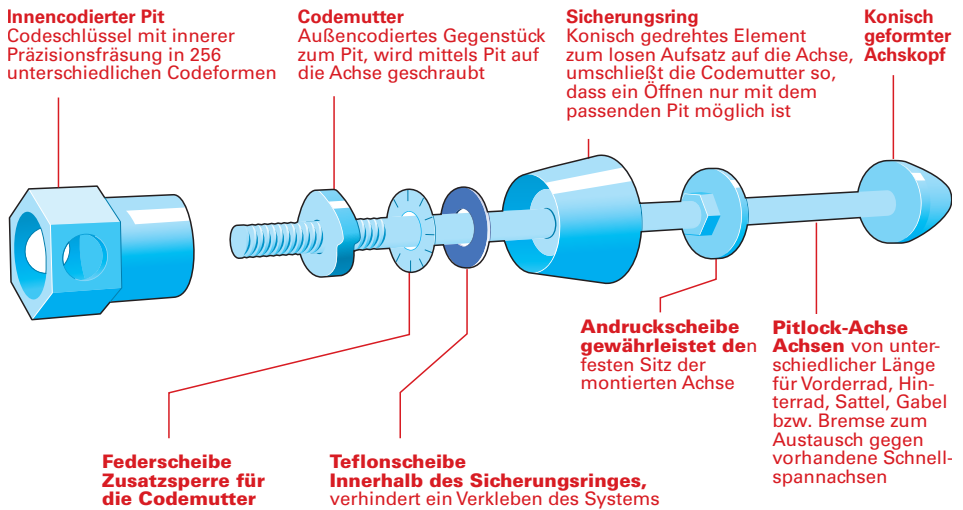 Innencodierter Pit
Codeschlüssel mit innerer
Präzisionsfräsung in 256
unterschiedlichen Codeformen
Codemutter
Außencodiertes Gegenstück
zum Pit, wird mittels Pit auf
die Achse geschraubt
Sicherungsring
Konisch gedrehtes Element
zum losen Aufsatz auf die Achse,
umschließt die Codemutter so,
dass ein Öffnen nur mit dem
passenden Pit möglich ist
Konisch
geformter
Achskopf
Andruckscheibe
gewährleistet den
festen Sitz der
montierten Achse
Pitlock-Achse
Achsen von unter-
schiedlicher Länge
für Vorderrad, Hin-
terrad, Sattel, Gabel
bzw. Bremse zum
Austausch gegen
vorhandene Schnell-
spannachsen
Federscheibe
Zusatzsperre für
die Codemutter
Teflonscheibe
Innerhalb des Sicherungsringes,
verhindert ein Verkleben des Systems